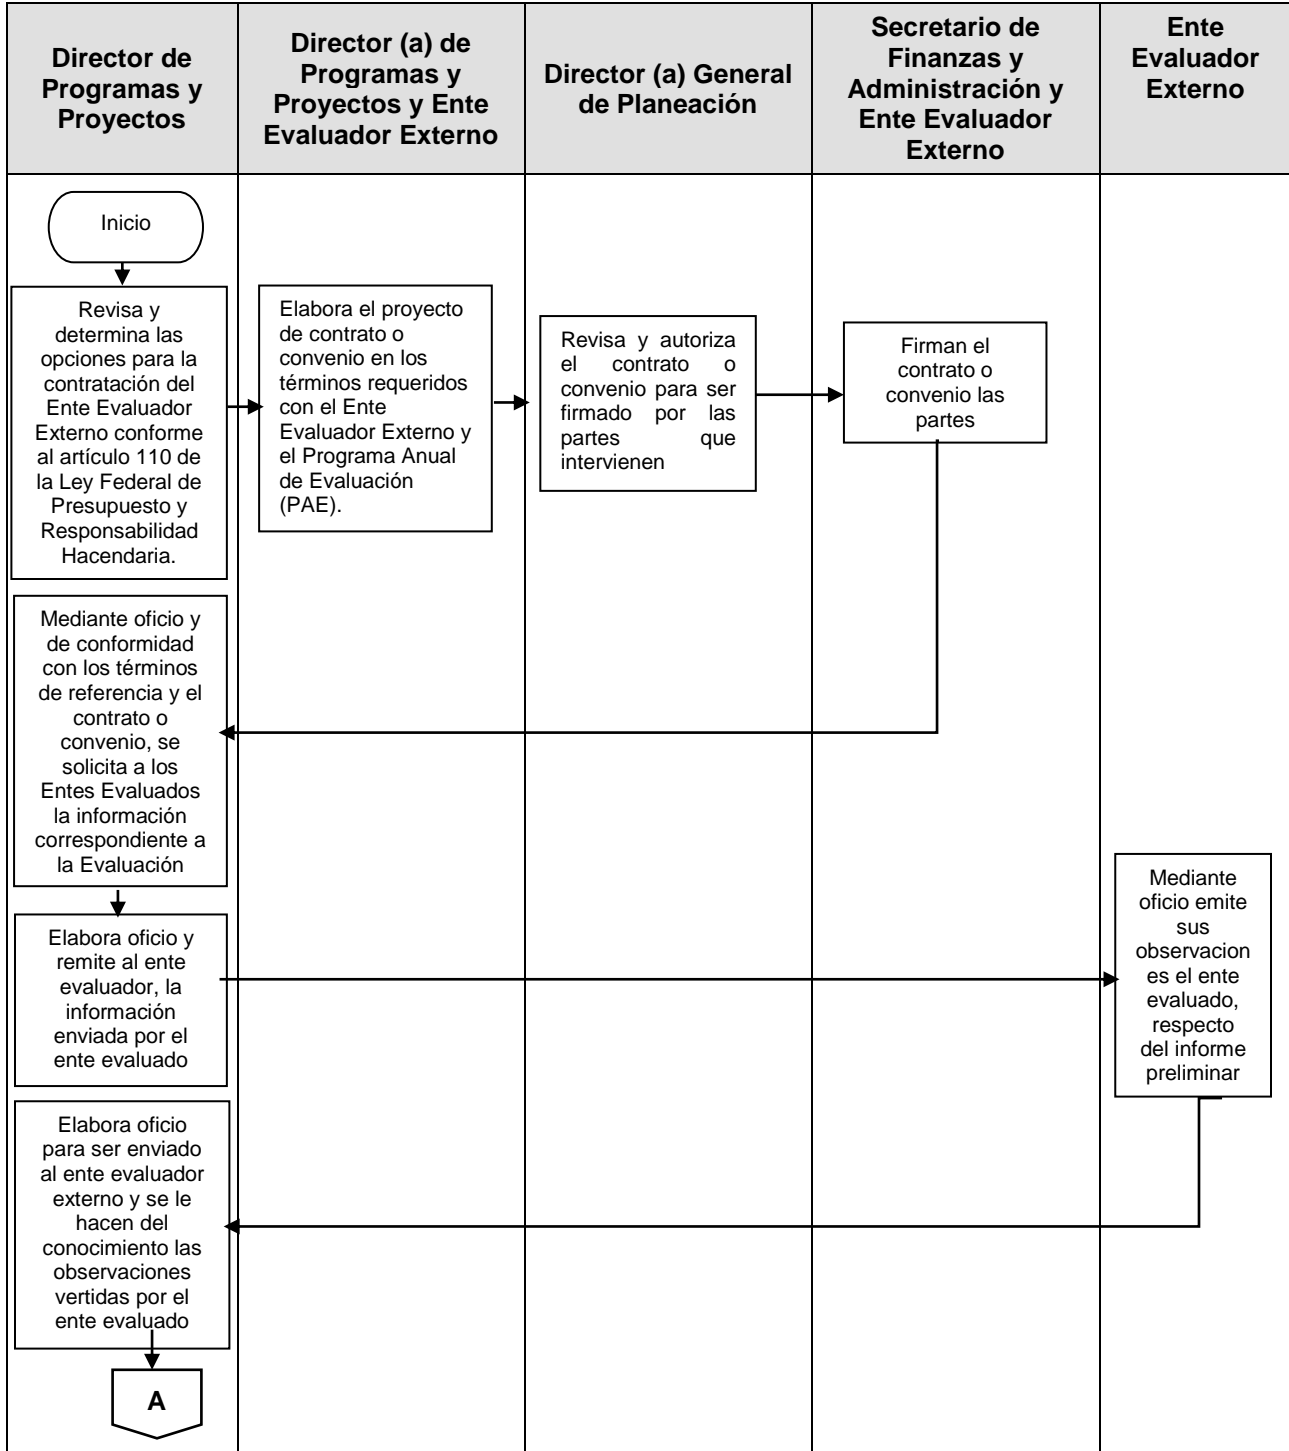 Director de
Programas y
Proyectos
Director (a) de
Programas y
Proyectos y Ente
Evaluador Externo
Director (a) General
de Planeación
Secretario de
Finanzas y
Administración y
Ente Evaluador
Externo
Ente
Evaluador
Externo
Inicio
Revisa y
determina las
opciones para la
contratación del
Ente Evaluador
Externo conforme
al artículo 110 de
la Ley Federal de
Presupuesto y
Responsabilidad
Hacendaria.
Elabora el proyecto
de contrato o
convenio en los
términos requeridos
con el Ente
Evaluador Externo y
el Programa Anual
de Evaluación
(PAE).
Revisa y autoriza
el contrato o
convenio para ser
firmado por las
partes que
intervienen
Firman el
contrato o
convenio las
partes
Mediante oficio y
de conformidad
con los términos
de referencia y el
contrato o
convenio, se
solicita a los
Entes Evaluados
la información
correspondiente a
la Evaluación
Elabora oficio y
remite al ente
evaluador, la
información
enviada por el
ente evaluado
Mediante
oficio emite
sus
observacion
es el ente
evaluado,
respecto
del informe
preliminar
Elabora oficio
para ser enviado
al ente evaluador
externo y se le
hacen del
conocimiento las
observaciones
vertidas por el
ente evaluado
A